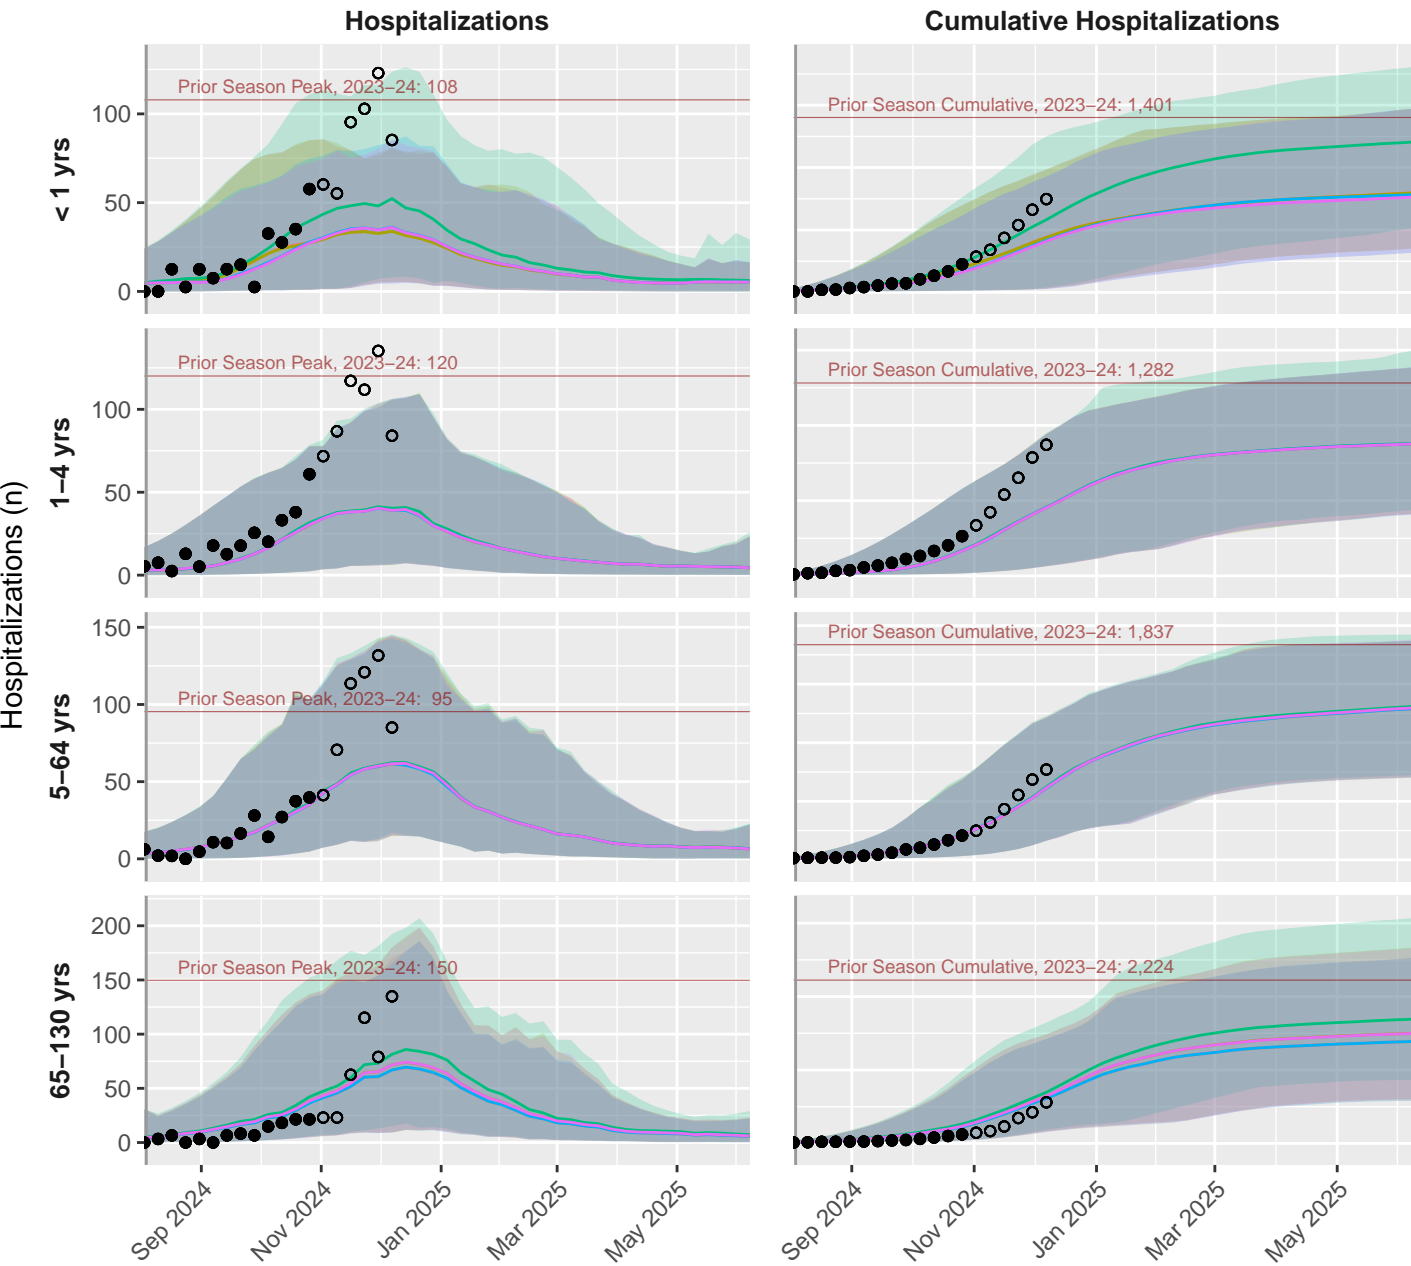 Hospitalizations
Cumulative Hospitalizations
Hospitalizations (n)
< 1 yrs
100
50
0
Prior Season Peak, 2023–24: 108
Prior Season Cumulative, 2023–24: 1,401
1–4 yrs
100
50
0
Prior Season Peak, 2023–24: 120
Prior Season Cumulative, 2023–24: 1,282
5–64 yrs
150
100
50
0
Prior Season Peak, 2023–24: 95
Prior Season Cumulative, 2023–24: 1,837
65–130 yrs
200
150
100
50
0
Prior Season Peak, 2023–24: 150
Prior Season Cumulative, 2023–24: 2,224
Sep 2024
Nov 2024
Jan 2025
Mar 2025
May 2025
Sep 2024
Nov 2024
Jan 2025
Mar 2025
May 2025